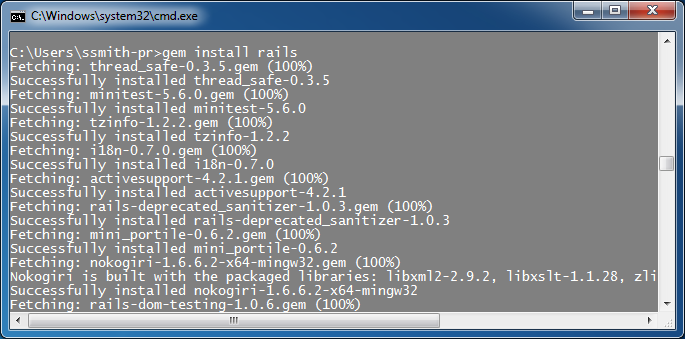 C:\Windows\system32\cmd.exe
C:\Users\ssmith-pr>gem install rails
Fetching: thread_safe-0.3.5.gem (100%)
Successfully installed thread_safe-0.3.5
Fetching: minitest-5.6.0.gem (100%)
Successfully installed minitest-5.6.0
Fetching: tzinfo-1.2.2.gem (100%)
Successfully installed tzinfo-1.2.2
Fetching: i18n-0.7.0.gem (100%)
Successfully installed i18n-0.7.0
Fetching: activesupport-4.2.1.gem (100%)
Successfully installed activesupport-4.2.1
Fetching: rails-deprecated_sanitizer-1.0.3.gem (100%)
Successfully installed rails-deprecated_sanitizer-1.0.3
Fetching: mini_portile-0.6.2.gem (100%)
Successfully installed mini_portile-0.6.2
Fetching: nokogiri-1.6.6.2-x64-mingw32.gem (100%)
Nokogiri is built with the packaged libraries: libxml2-2.9.2, libxslt-1.1.28, zli
Successfully installed nokogiri-1.6.6.2-x64-mingw32
Fetching: rails-dom-testing-1.0.6.gem (100%)